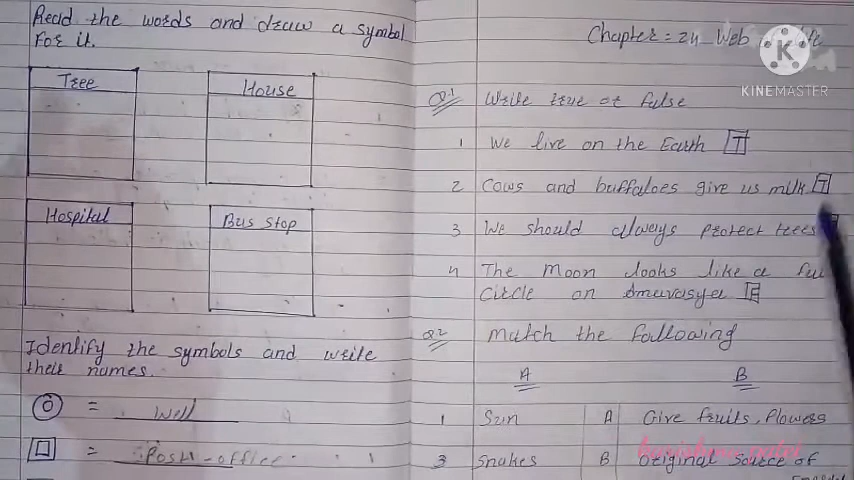 Read the words and draw a symbol
For it.
Tree
House
Hospital
Bus Stop
Identify the symbols and write
their names.
= Well
= Post-office
Chapter = 24 Web
KINEMASTER
Q.1 Write true or false
1 We live on the Earth T
2 Cows and buffaloes give us milk. T
3 We should always protect trees
4 The moon looks like a
circle on Amavasya F
Q2 Match the following
A B
1 Sun A Give fruits, Flowers
3 Snakes B Original source of